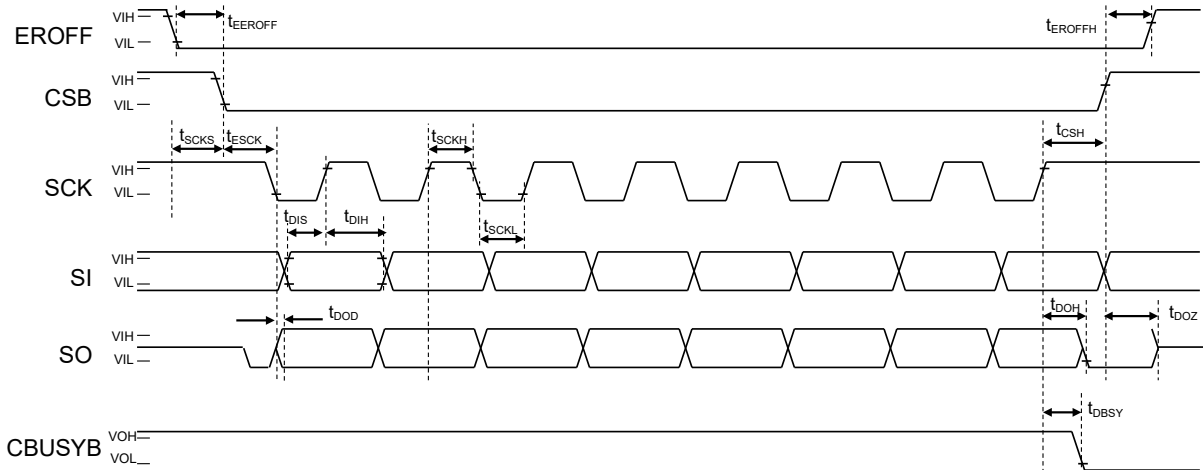 VIH
EROFF
VIL
tEEROFF
tEROFFH
VIH
CSB
VIL
tSCKS
tESCK
tSCKH
tCSH
VIH
SCK
VIL
tDIS
tDIH
tSCKL
VIH
SI
VIL
tDOD
tDOH
tDOZ
VIH
SO
VIL
tDBSY
VOH
CBUSYB
VOL